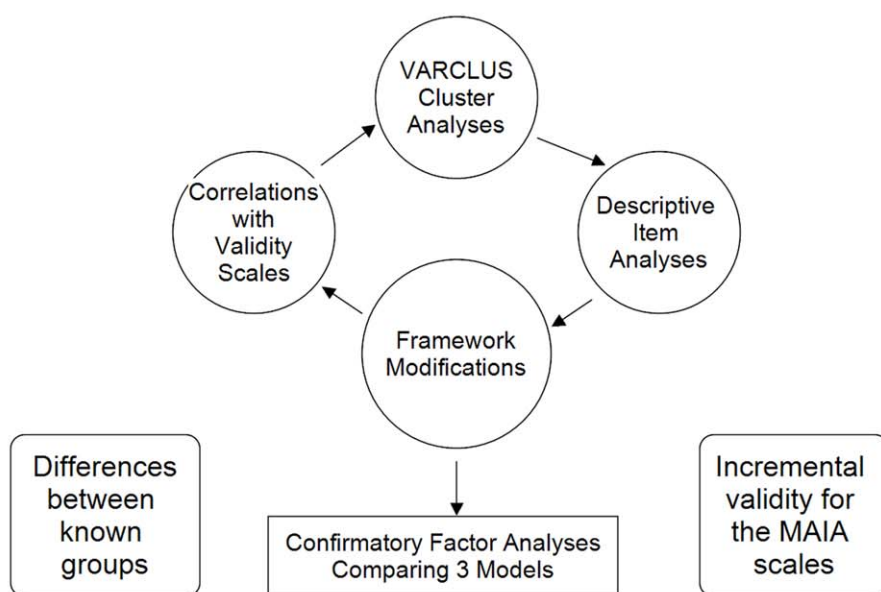 VARCLUS
Cluster
Analyses
Correlations
with
Validity
Scales
Descriptive
Item
Analyses
Framework
Modifications
Differences
between
known
groups
Confirmatory Factor Analyses
Comparing 3 Models
Incremental
validity for
the MAIA
scales